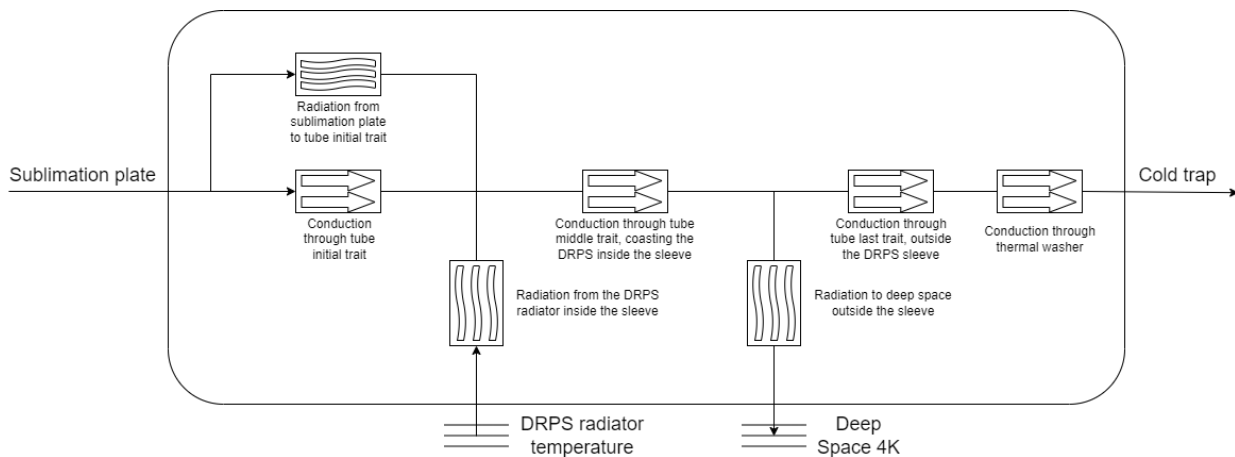 Radiation from
sublimation plate
to tube initial trait
Sublimation plate
Cold trap
Conduction
through tube
initial trait
Conduction through tube
middle trait, coasting the
DRPS inside the sleeve
Conduction through
tube last trait, outside
the DRPS sleeve
Conduction through
thermal washer
Radiation from the DRPS
radiator inside the sleeve
Radiation to deep space
outside the sleeve
DRPS radiator
temperature
Deep
Space 4K